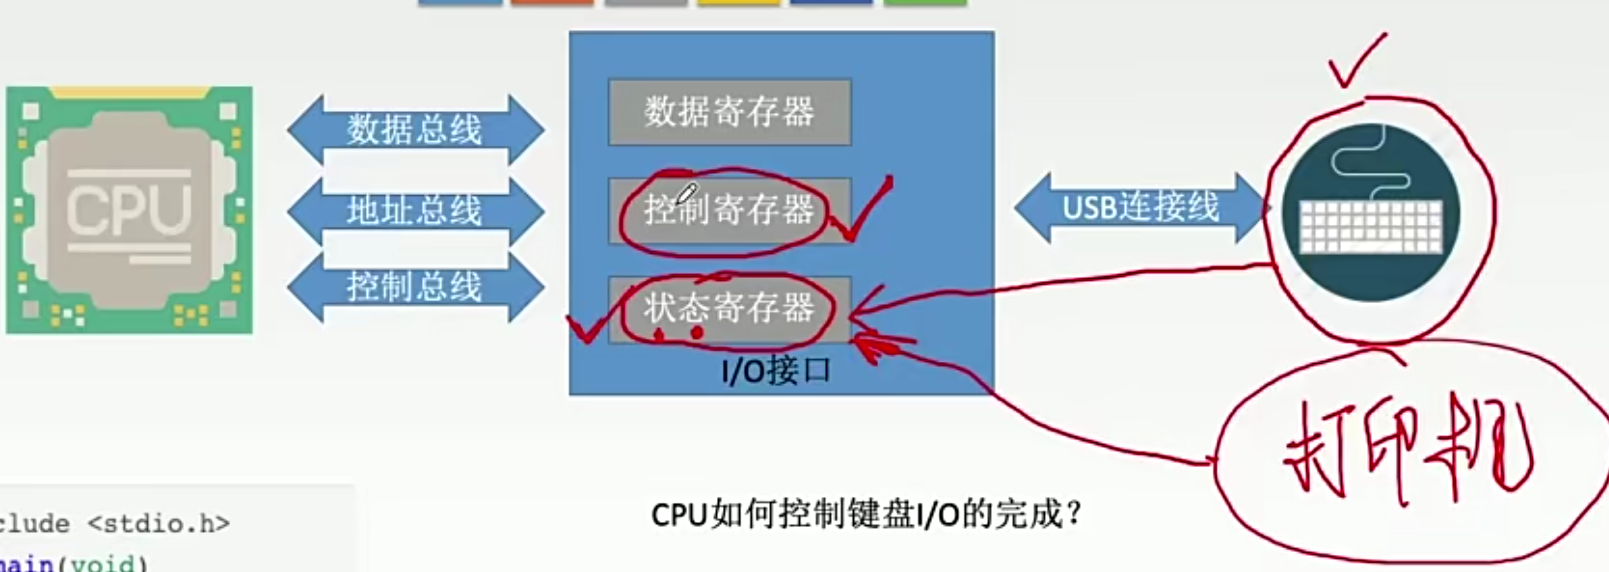 数据寄存器
数据总线
CPU
地址总线
控制寄存器
USB连接线
控制总线
状态寄存器
I/O接口
打印机
CPU如何控制键盘I/O的完成？
clude <stdio.h>
main(void)